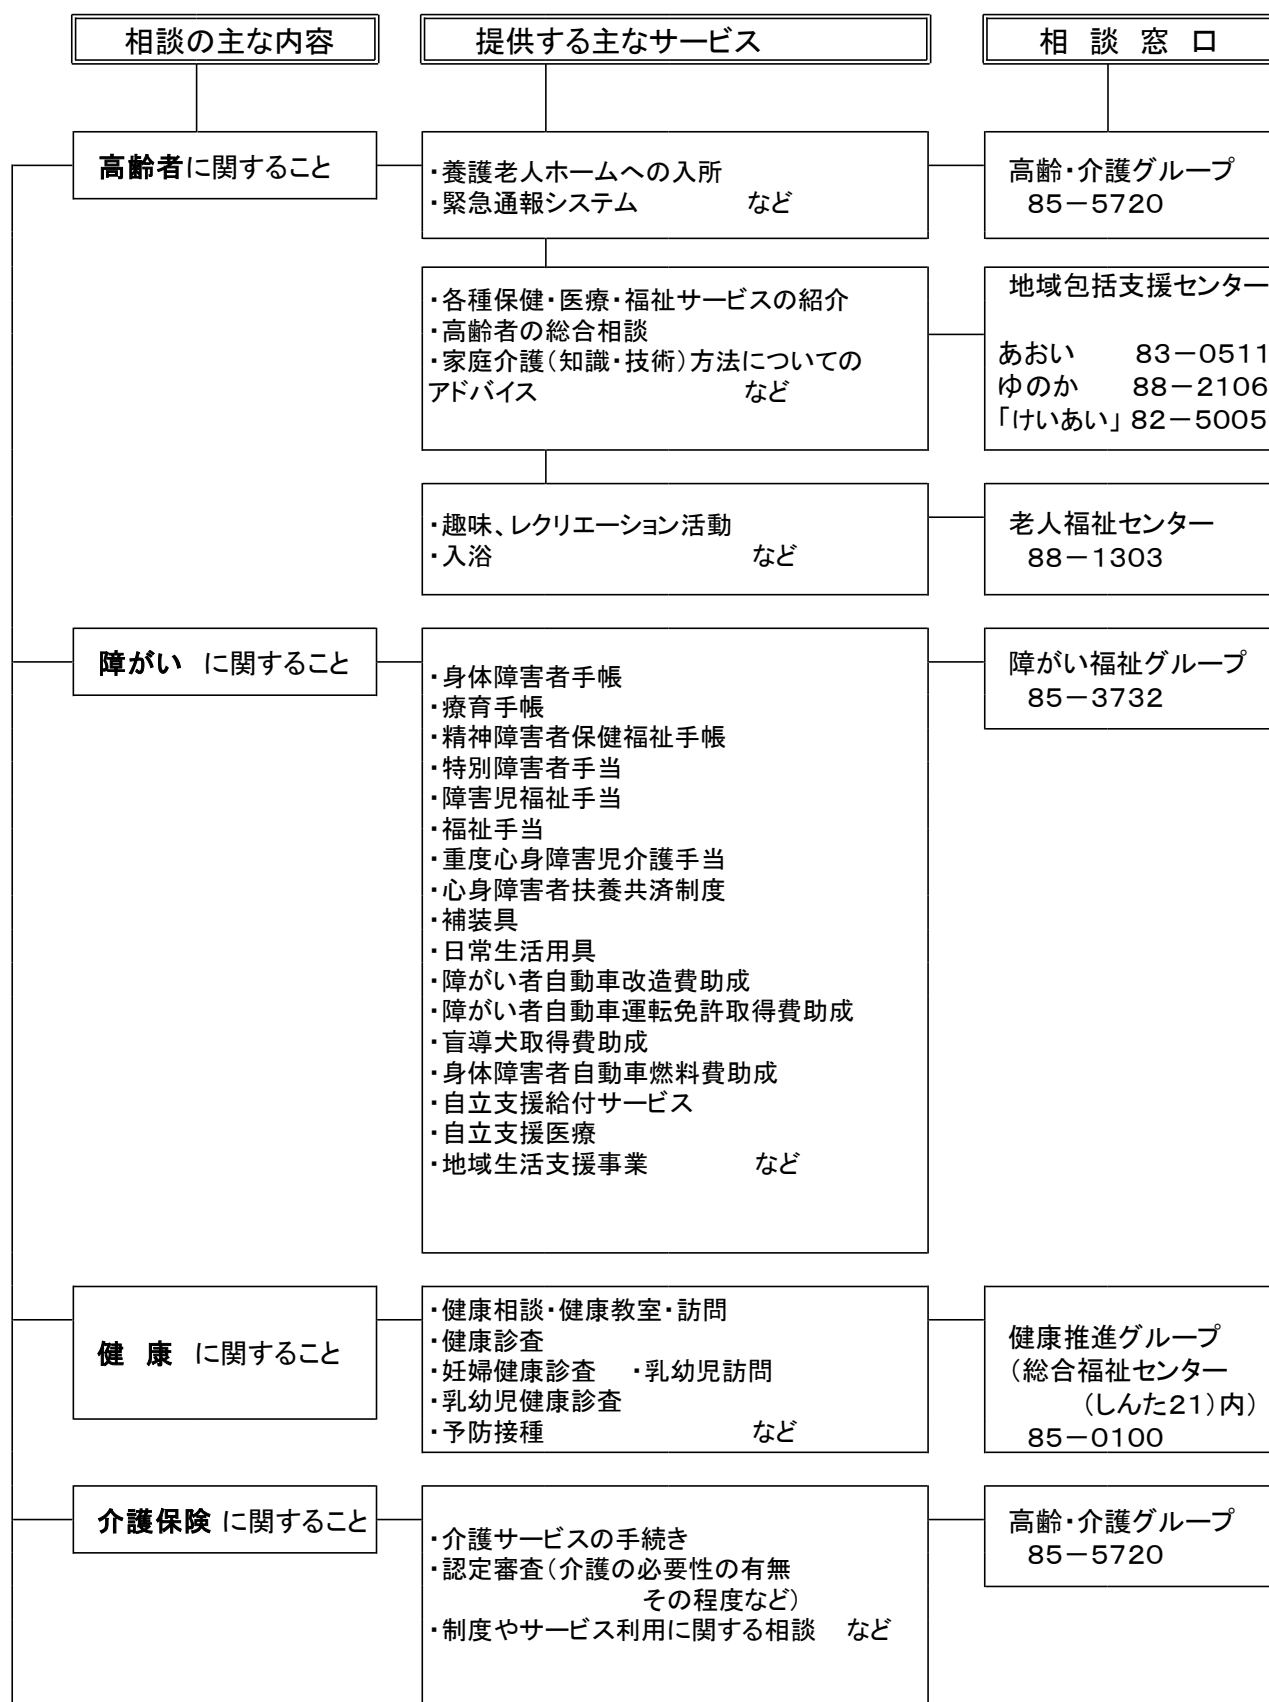 相談の主な内容
提供する主なサービス
相 談 窓 口
高齢者に関すること
・養護老人ホームへの入所
・緊急通報システム　　　　など
高齢・介護グループ
85－5720
・各種保健・医療・福祉サービスの紹介
・高齢者の総合相談
・家庭介護（知識・技術）方法についての
アドバイス　　　　　　　　など
地域包括支援センター
あおい　　83－0511
ゆのか　　88－2106
「けいあい」 82－5005
・趣味、レクリエーション活動
・入浴　　　　　　　　　　など
老人福祉センター
88－1303
障がい　に関すること
・身体障害者手帳
・療育手帳
・精神障害者保健福祉手帳
・特別障害者手当
・障害児福祉手当
・福祉手当
・重度心身障害児介護手当
・心身障害者扶養共済制度
・補装具
・日常生活用具
・障がい者自動車改造費助成
・障がい者自動車運転免許取得費助成
・盲導犬取得費助成
・身体障害者自動車燃料費助成
・自立支援給付サービス
・自立支援医療
・地域生活支援事業　　　　など
障がい福祉グループ
85－3732
健　康　に関すること
・健康相談・健康教室・訪問
・健康診査
・妊婦健康診査　・乳幼児訪問
・乳幼児健康診査
・予防接種　　　　　　　　など
健康推進グループ
（総合福祉センター
（しんた21）内）
85－0100
介護保険 に関すること
・介護サービスの手続き
・認定審査（介護の必要性の有無
その程度など）
・制度やサービス利用に関する相談　など
高齢・介護グループ
85－5720